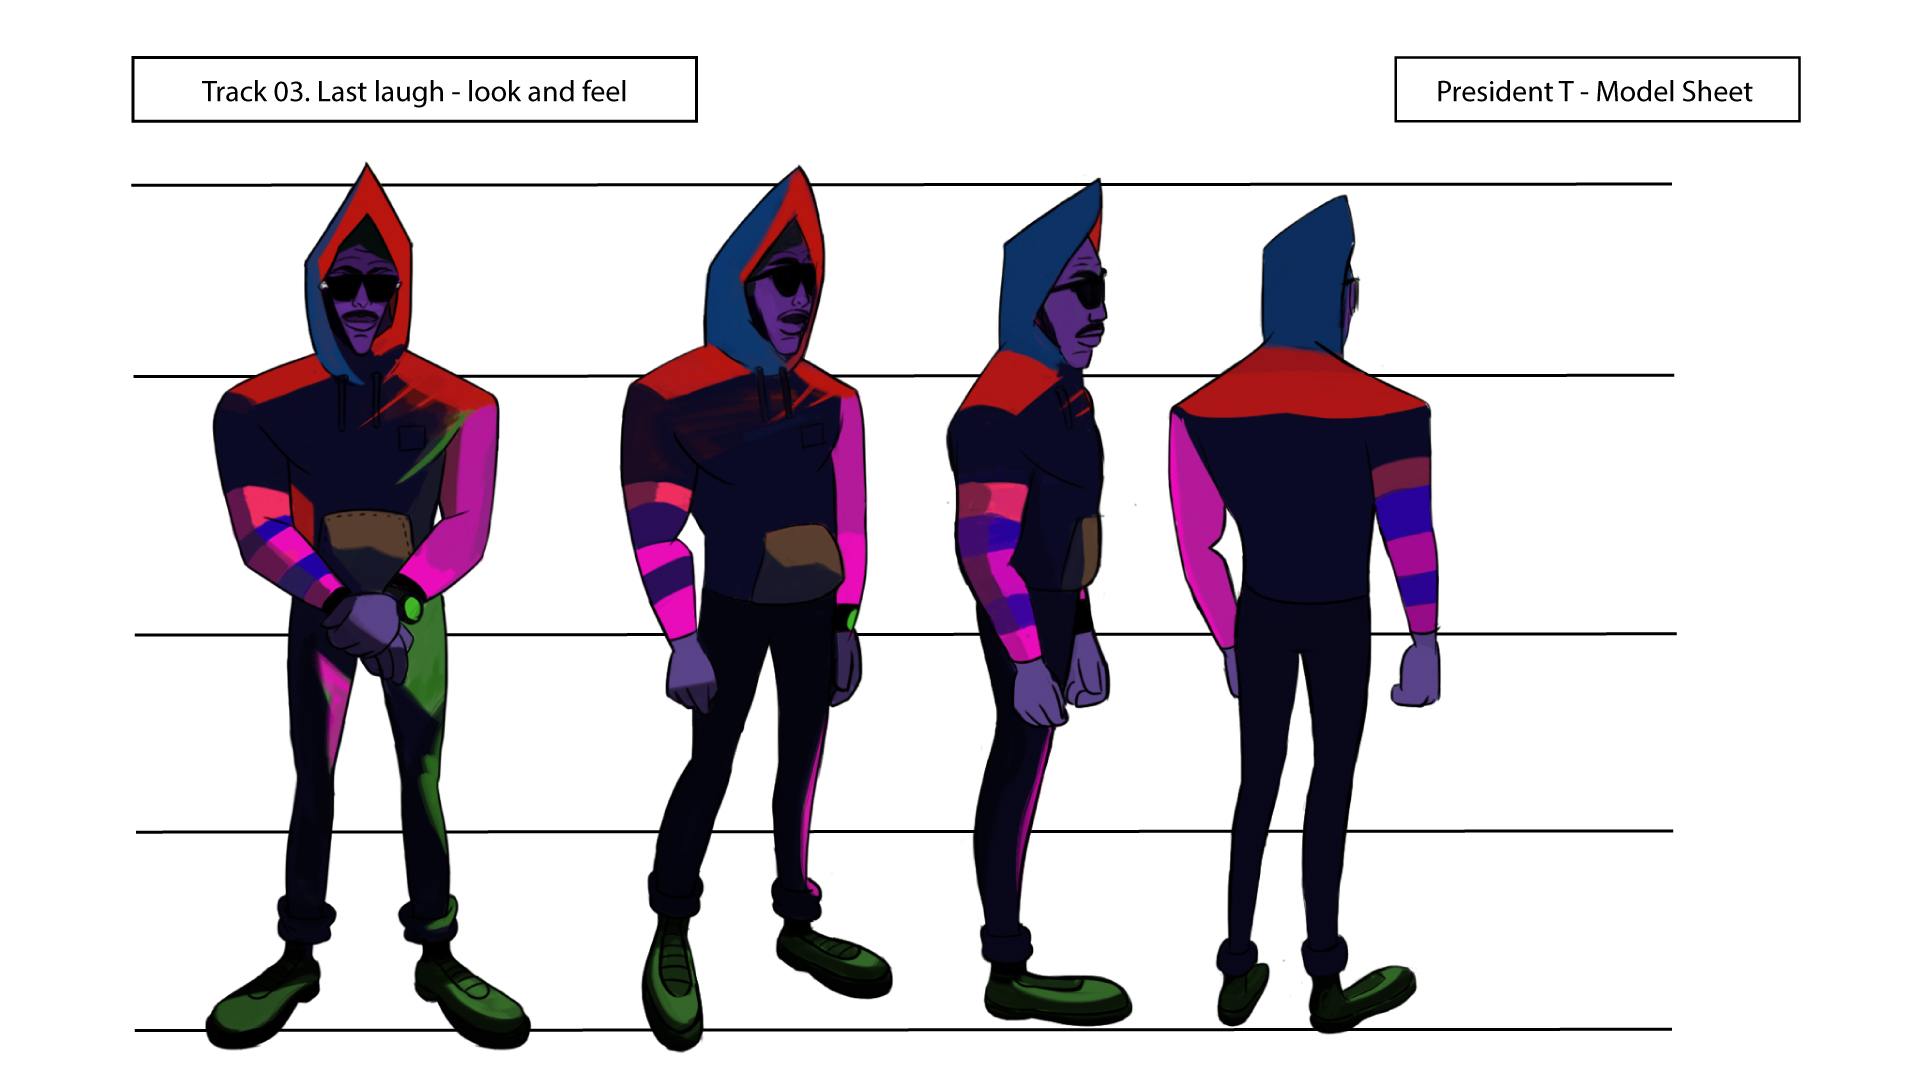 Track 03. Last laugh - look and feel
President T - Model Sheet